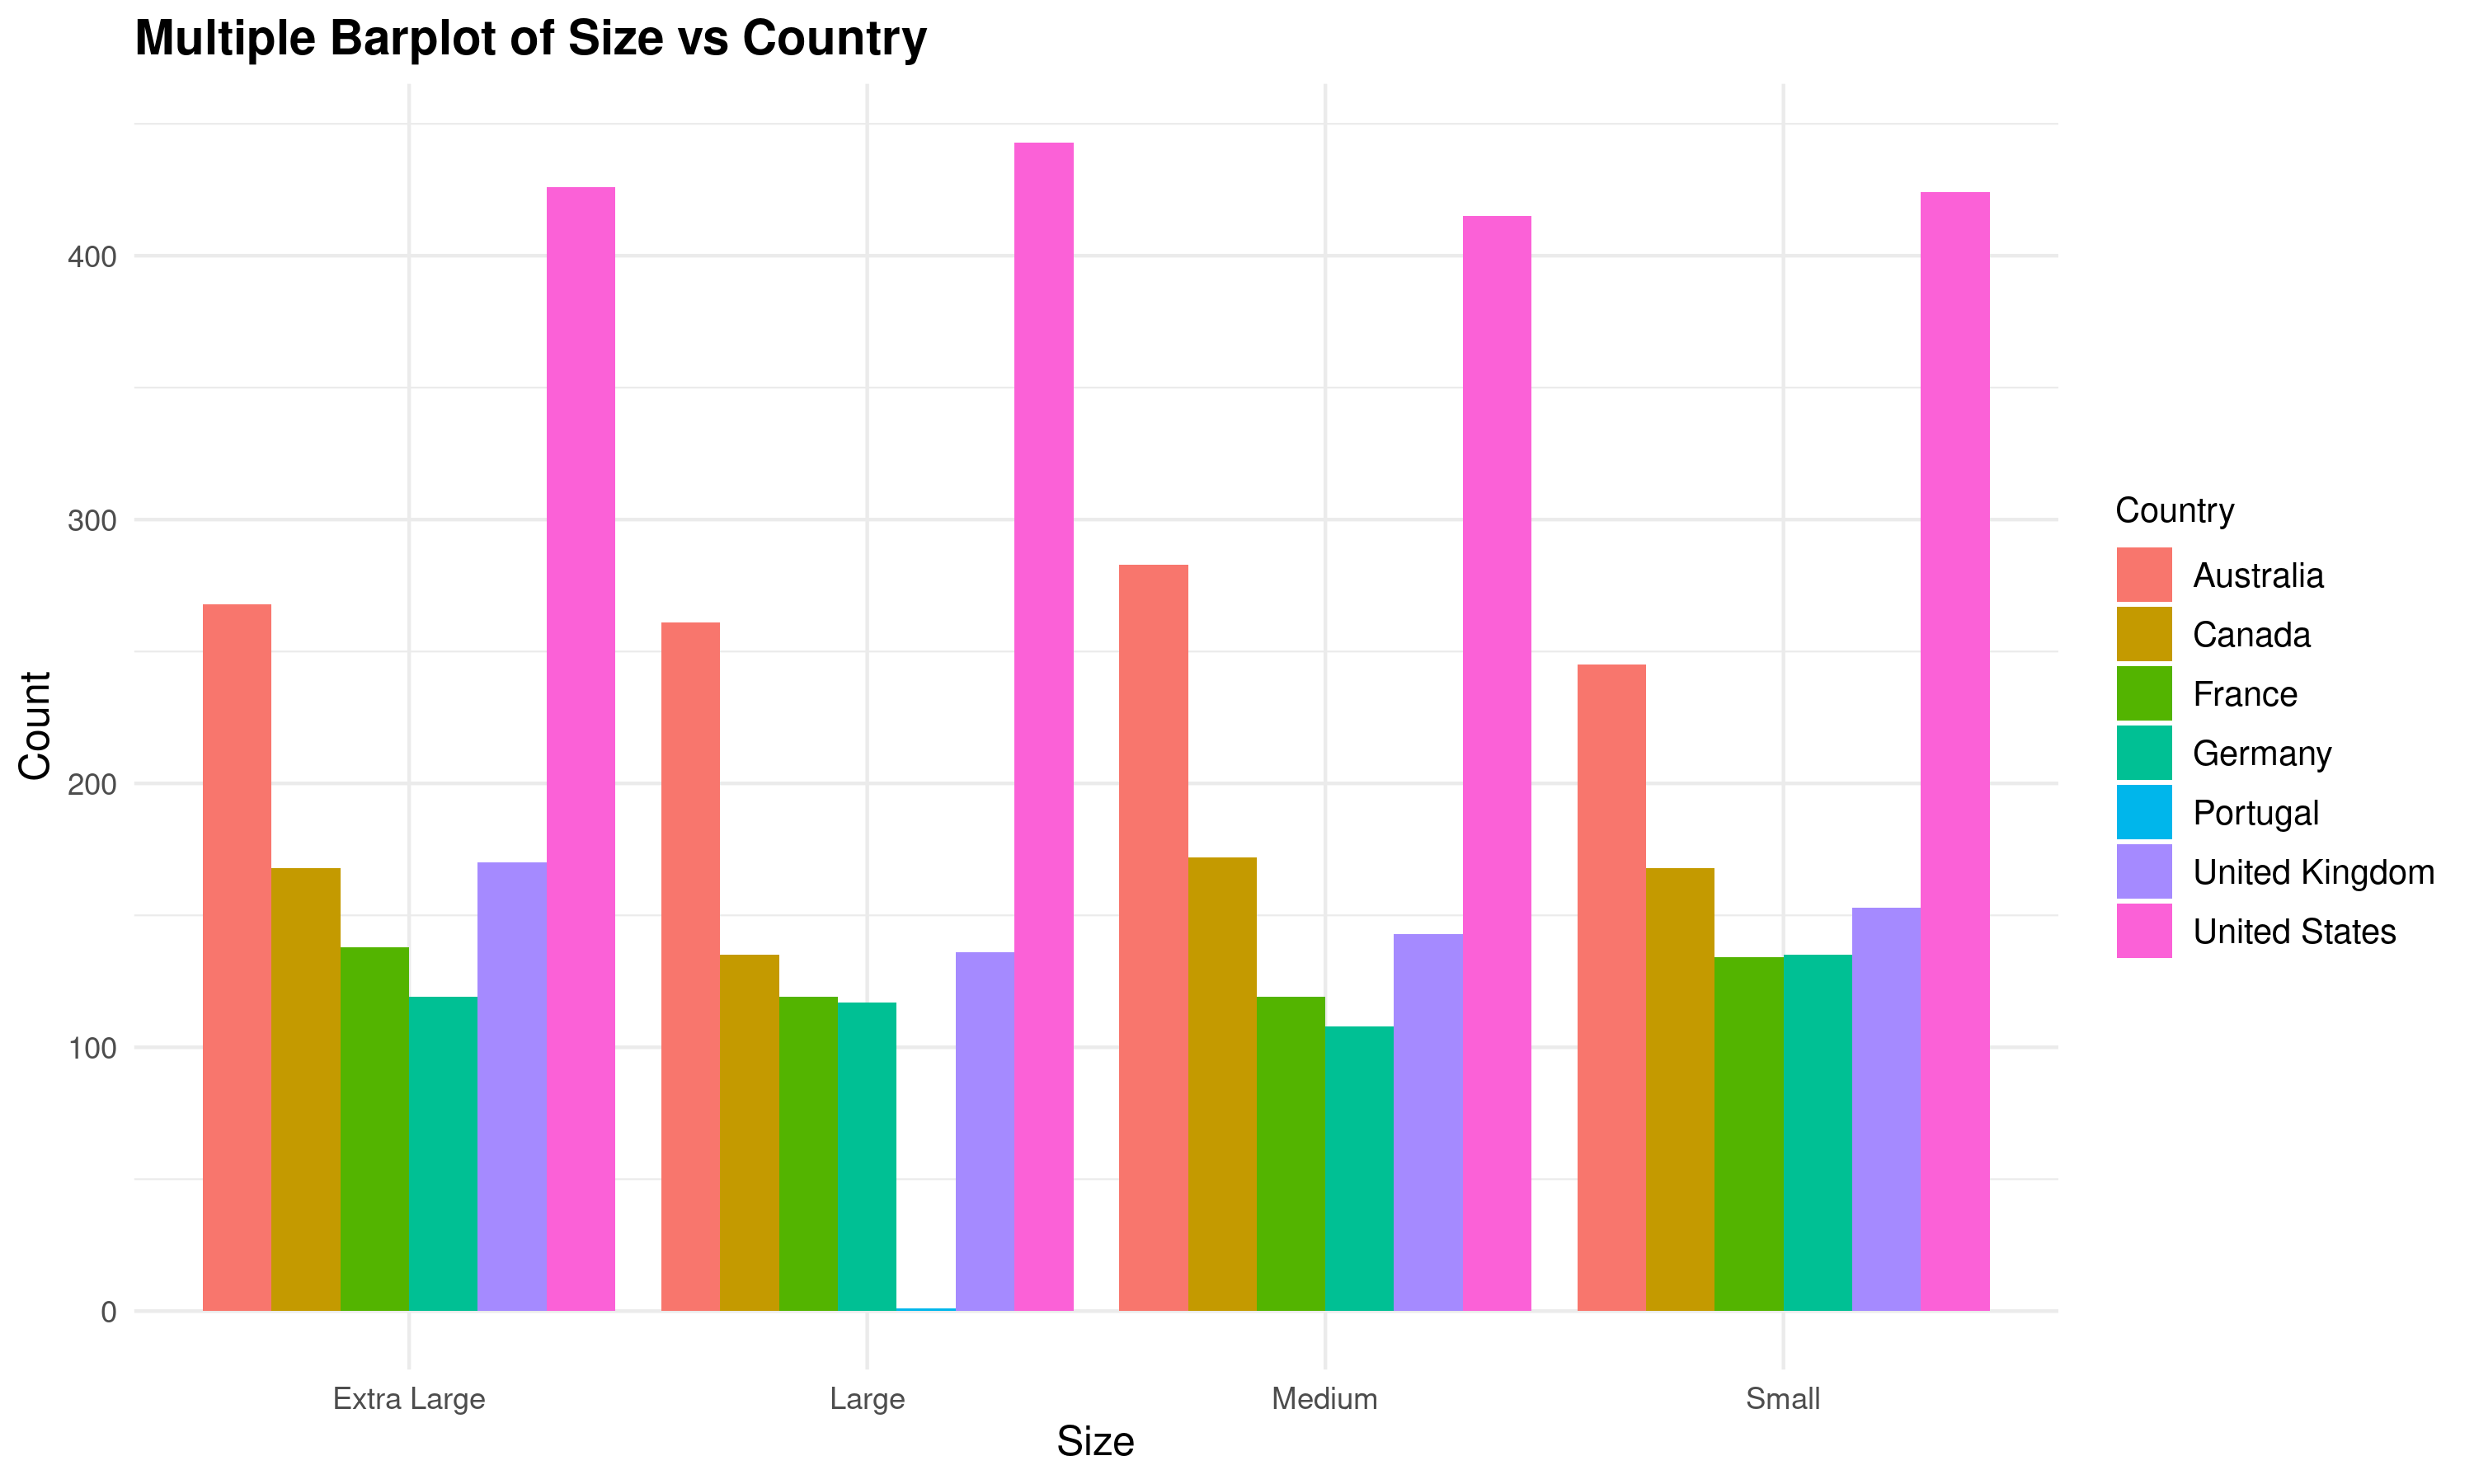 Multiple Barplot of Size vs Country
Count
400
300
200
100
0
Extra Large
Large
Medium
Small
Size
Country
Australia
Canada
France
Germany
Portugal
United Kingdom
United States